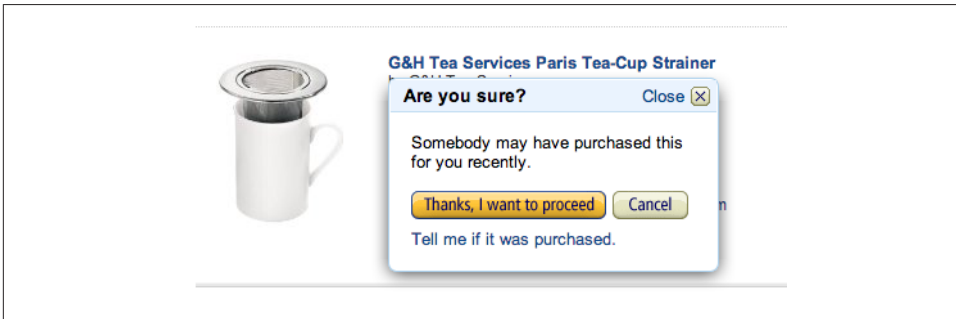 G&H Tea Services Paris Tea-Cup Strainer
Are you sure?
Close
Somebody may have purchased this
for you recently.
Thanks, I want to proceed
Cancel
Tell me if it was purchased.